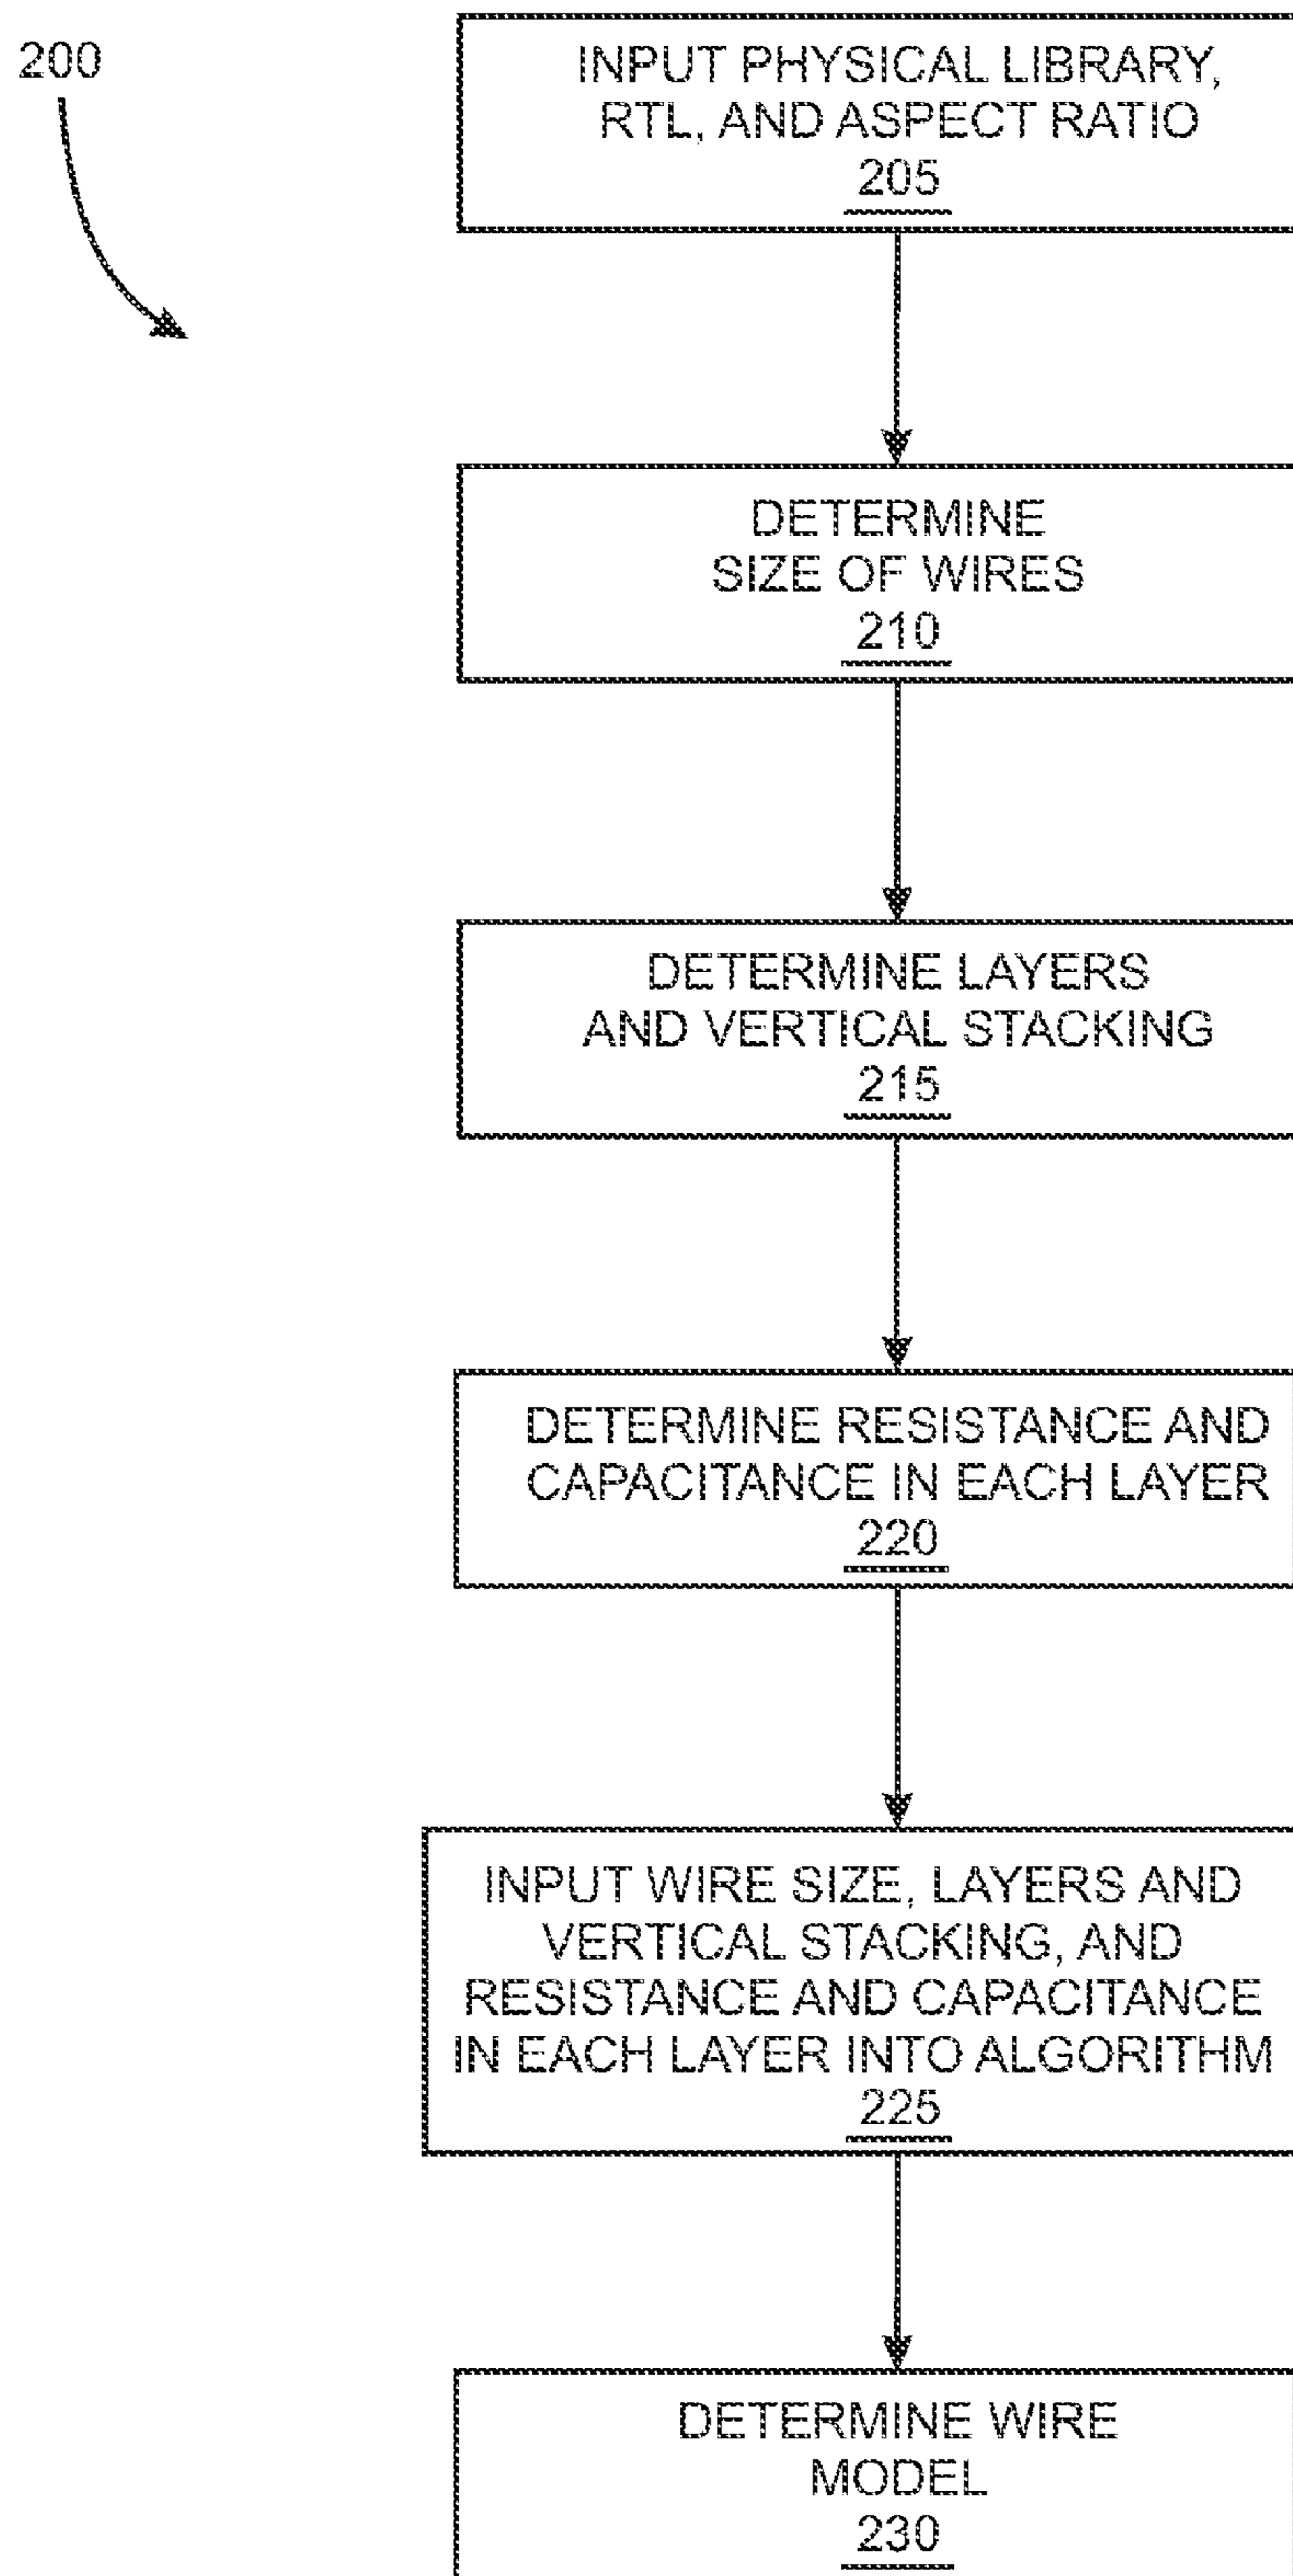 200
INPUT PHYSICAL LIBRARY,
RTL, AND ASPECT RATIO
205
DETERMINE
SIZE OF WIRES
210
DETERMINE LAYERS
AND VERTICAL STACKING
215
DETERMINE RESISTANCE AND
CAPACITANCE IN EACH LAYER
220
INPUT WIRE SIZE, LAYERS AND
VERTICAL STACKING, AND
RESISTANCE AND CAPACITANCE
IN EACH LAYER INTO ALGORITHM
225
DETERMINE WIRE
MODEL
230